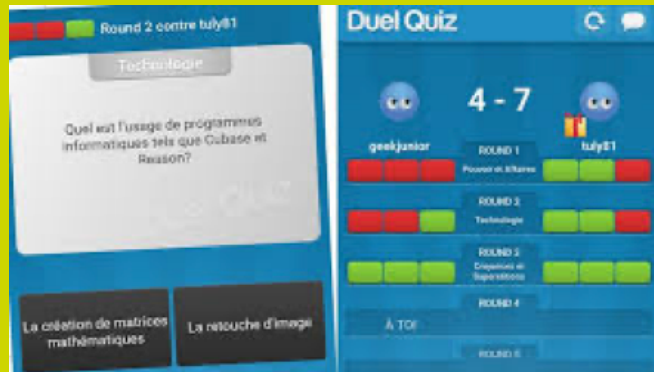 Round 2 contre tuly81
Technologie
Quel est l'usage de programmes
informatiques tels que Cubase et
Reason?
La création de matrices
mathématiques
La retouche d'image
Duel Quiz
4 - 7
geekjunior
tuly81
ROUND 1
Pouvoir et Affaires
ROUND 2
Technologie
ROUND 3
Croyances et
Superstitions
ROUND 4
À TOI
ROUND 5